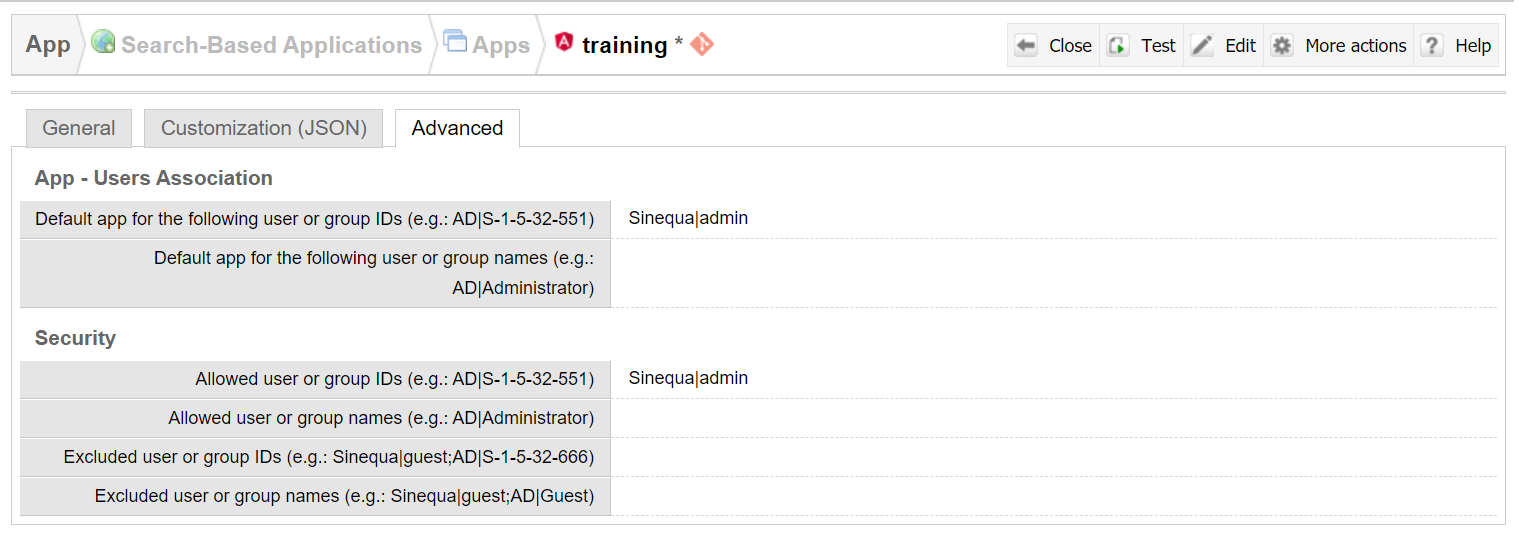 App Search-Based Applications Apps training * Close Test Edit More actions ? Help
General Customization (JSON) Advanced
App - Users Association
Default app for the following user or group IDs (e.g.: AD|S-1-5-32-551) Sinequa|admin
Default app for the following user or group names (e.g.:
AD|Administrator)
Security
Allowed user or group IDs (e.g.: AD|S-1-5-32-551) Sinequa|admin
Allowed user or group names (e.g.: AD|Administrator)
Excluded user or group IDs (e.g.: Sinequa|guest;AD|S-1-5-32-666)
Excluded user or group names (e.g.: Sinequa|guest;AD|Guest)